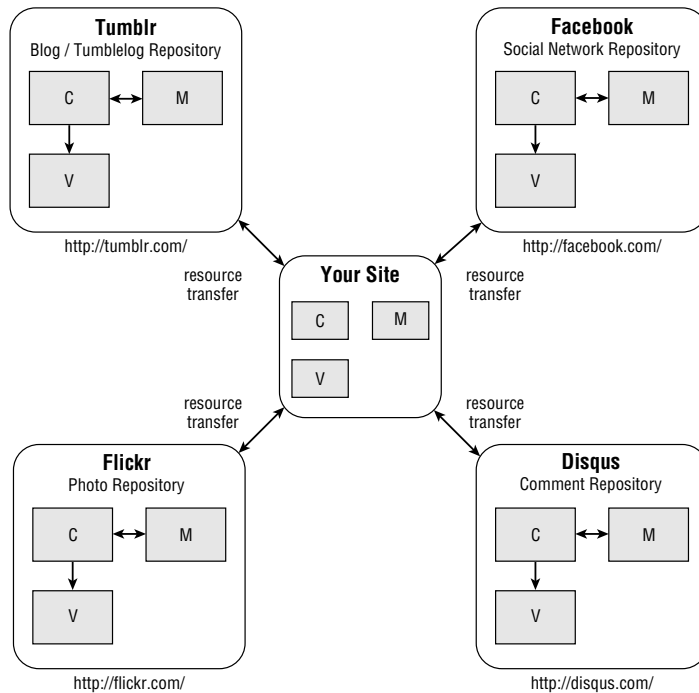 Tumblr
Blog / Tumblelog Repository
C
M
V
http://tumblr.com/
Facebook
Social Network Repository
C
M
V
http://facebook.com/
resource
transfer
Your Site
C
M
V
resource
transfer
resource
transfer
resource
transfer
Flickr
Photo Repository
C
M
V
http://flickr.com/
Disqus
Comment Repository
C
M
V
http://disqus.com/